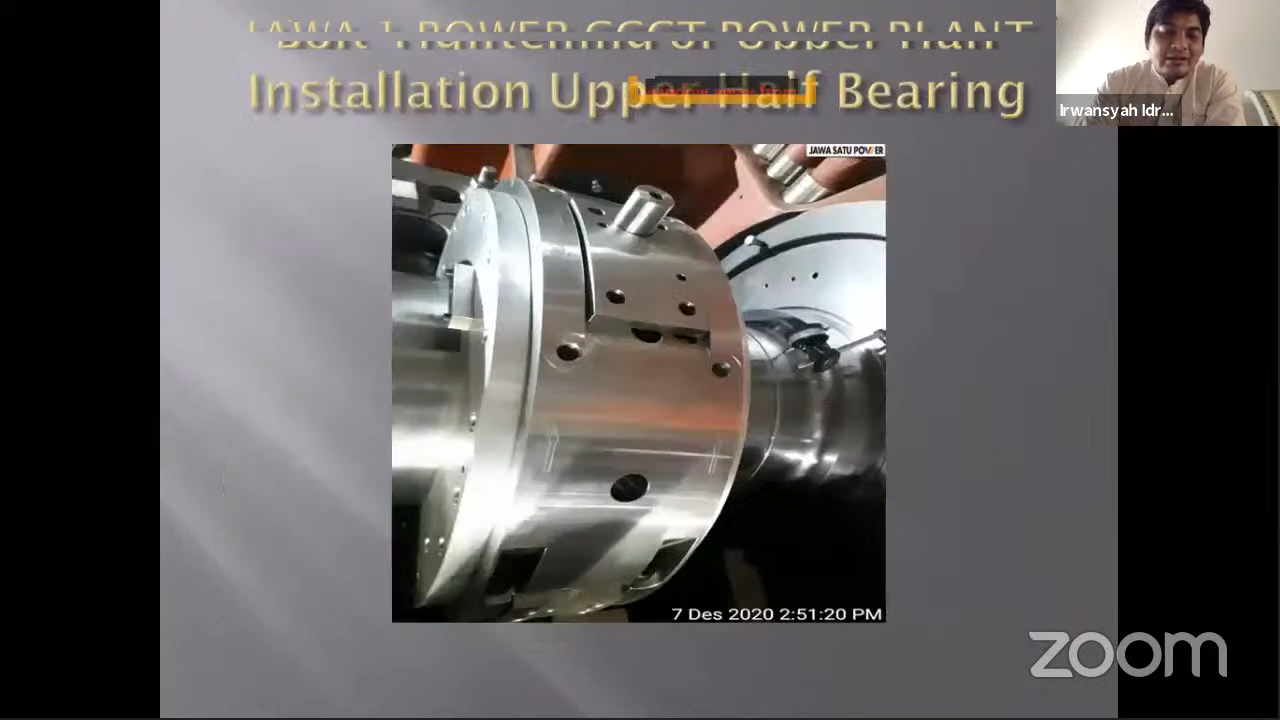 Installation Upper Half Bearing
Irwansyah Idr...
JAWA SATU POWER
7 Des 2020 2:51:20 PM
zoom